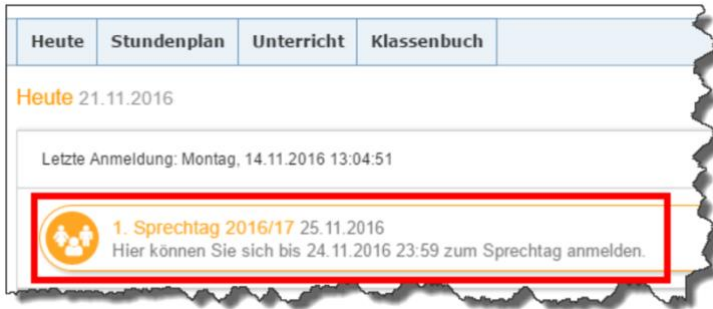 Heute Stundenplan Unterricht Klassenbuch
Heute 21.11.2016
Letzte Anmeldung: Montag, 14.11.2016 13:04:51
1. Sprechtag 2016/17 25.11.2016
Hier können Sie sich bis 24.11.2016 23:59 zum Sprechtag anmelden.